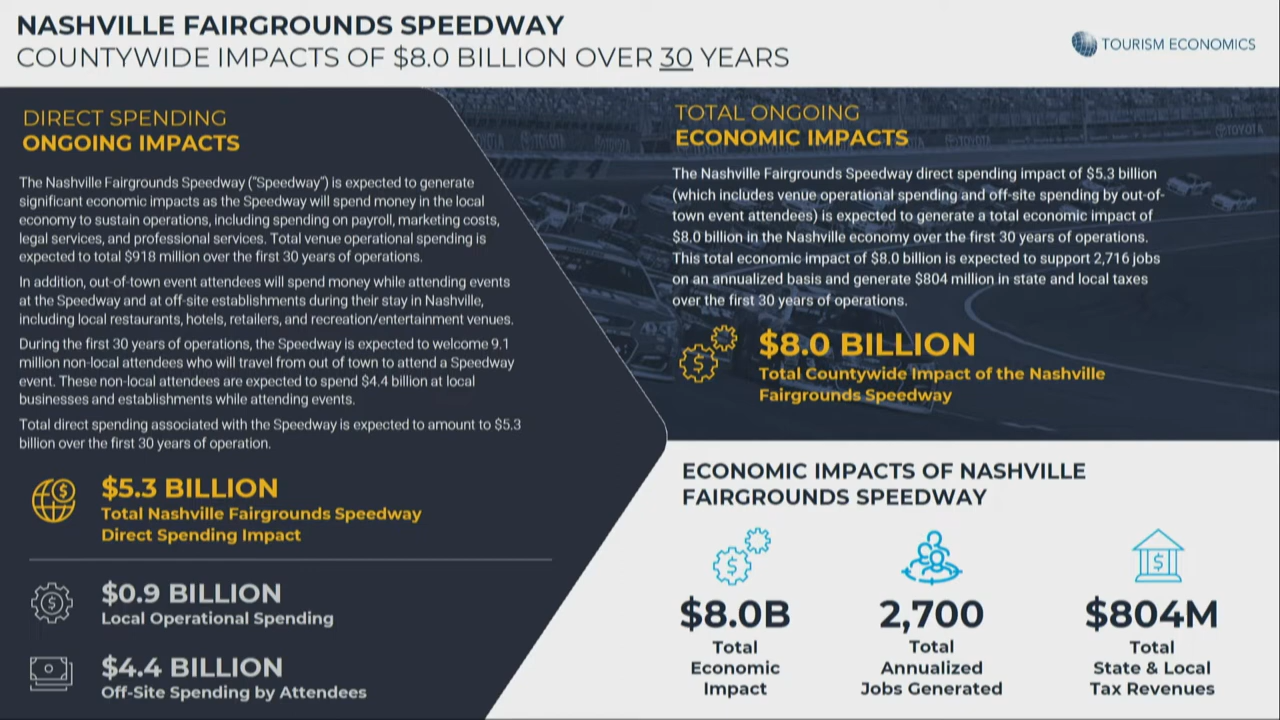 NASHVILLE FAIRGROUNDS SPEEDWAY
COUNTYWIDE IMPACTS OF $8.0 BILLION OVER 30 YEARS
TOURISM ECONOMICS
DIRECT SPENDING
ONGOING IMPACTS
The Nashville Fairgrounds Speedway ("Speedway") is expected to generate
significant economic impacts as the Speedway will spend money in the local
economy to sustain operations, including spending on payroll, marketing costs,
legal services, and professional services. Total venue operational spending is
expected to total $918 million over the first 30 years of operations.
In addition, out-of-town event attendees will spend money while attending events
at the Speedway and at off-site establishments during their stay in Nashville,
including local restaurants, hotels, retailers, and recreation/entertainment venues.
During the first 30 years of operations, the Speedway is expected to welcome 9.1
million non-local attendees who will travel from out of town to attend a Speedway
event. These non-local attendees are expected to spend $4.4 billion at local
businesses and establishments while attending events.
Total direct spending associated with the Speedway is expected to amount to $5.3
billion over the first 30 years of operation.
$5.3 BILLION
Total Nashville Fairgrounds Speedway
Direct Spending Impact
$0.9 BILLION
Local Operational Spending
$4.4 BILLION
Off-Site Spending by Attendees
TOTAL ONGOING
ECONOMIC IMPACTS
TOYOTA
TOYOTA
The Nashville Fairgrounds Speedway direct spending impact of $5.3 billion
(which includes venue operational spending and off-site spending by out-of-
town event attendees) is expected to generate a total economic impact of
$8.0 billion in the Nashville economy over the first 30 years of operations.
This total economic impact of $8.0 billion is expected to support 2,716 jobs
on an annualized basis and generate $804 million in state and local taxes
over the first 30 years of operations.
$8.0 BILLION
Total Countywide Impact of the Nashville
Fairgrounds Speedway
ECONOMIC IMPACTS OF NASHVILLE
FAIRGROUNDS SPEEDWAY
$8.0B
Total
Economic
Impact
2,700
Total
Annualized
Jobs Generated
$804M
Total
State & Local
Tax Revenues